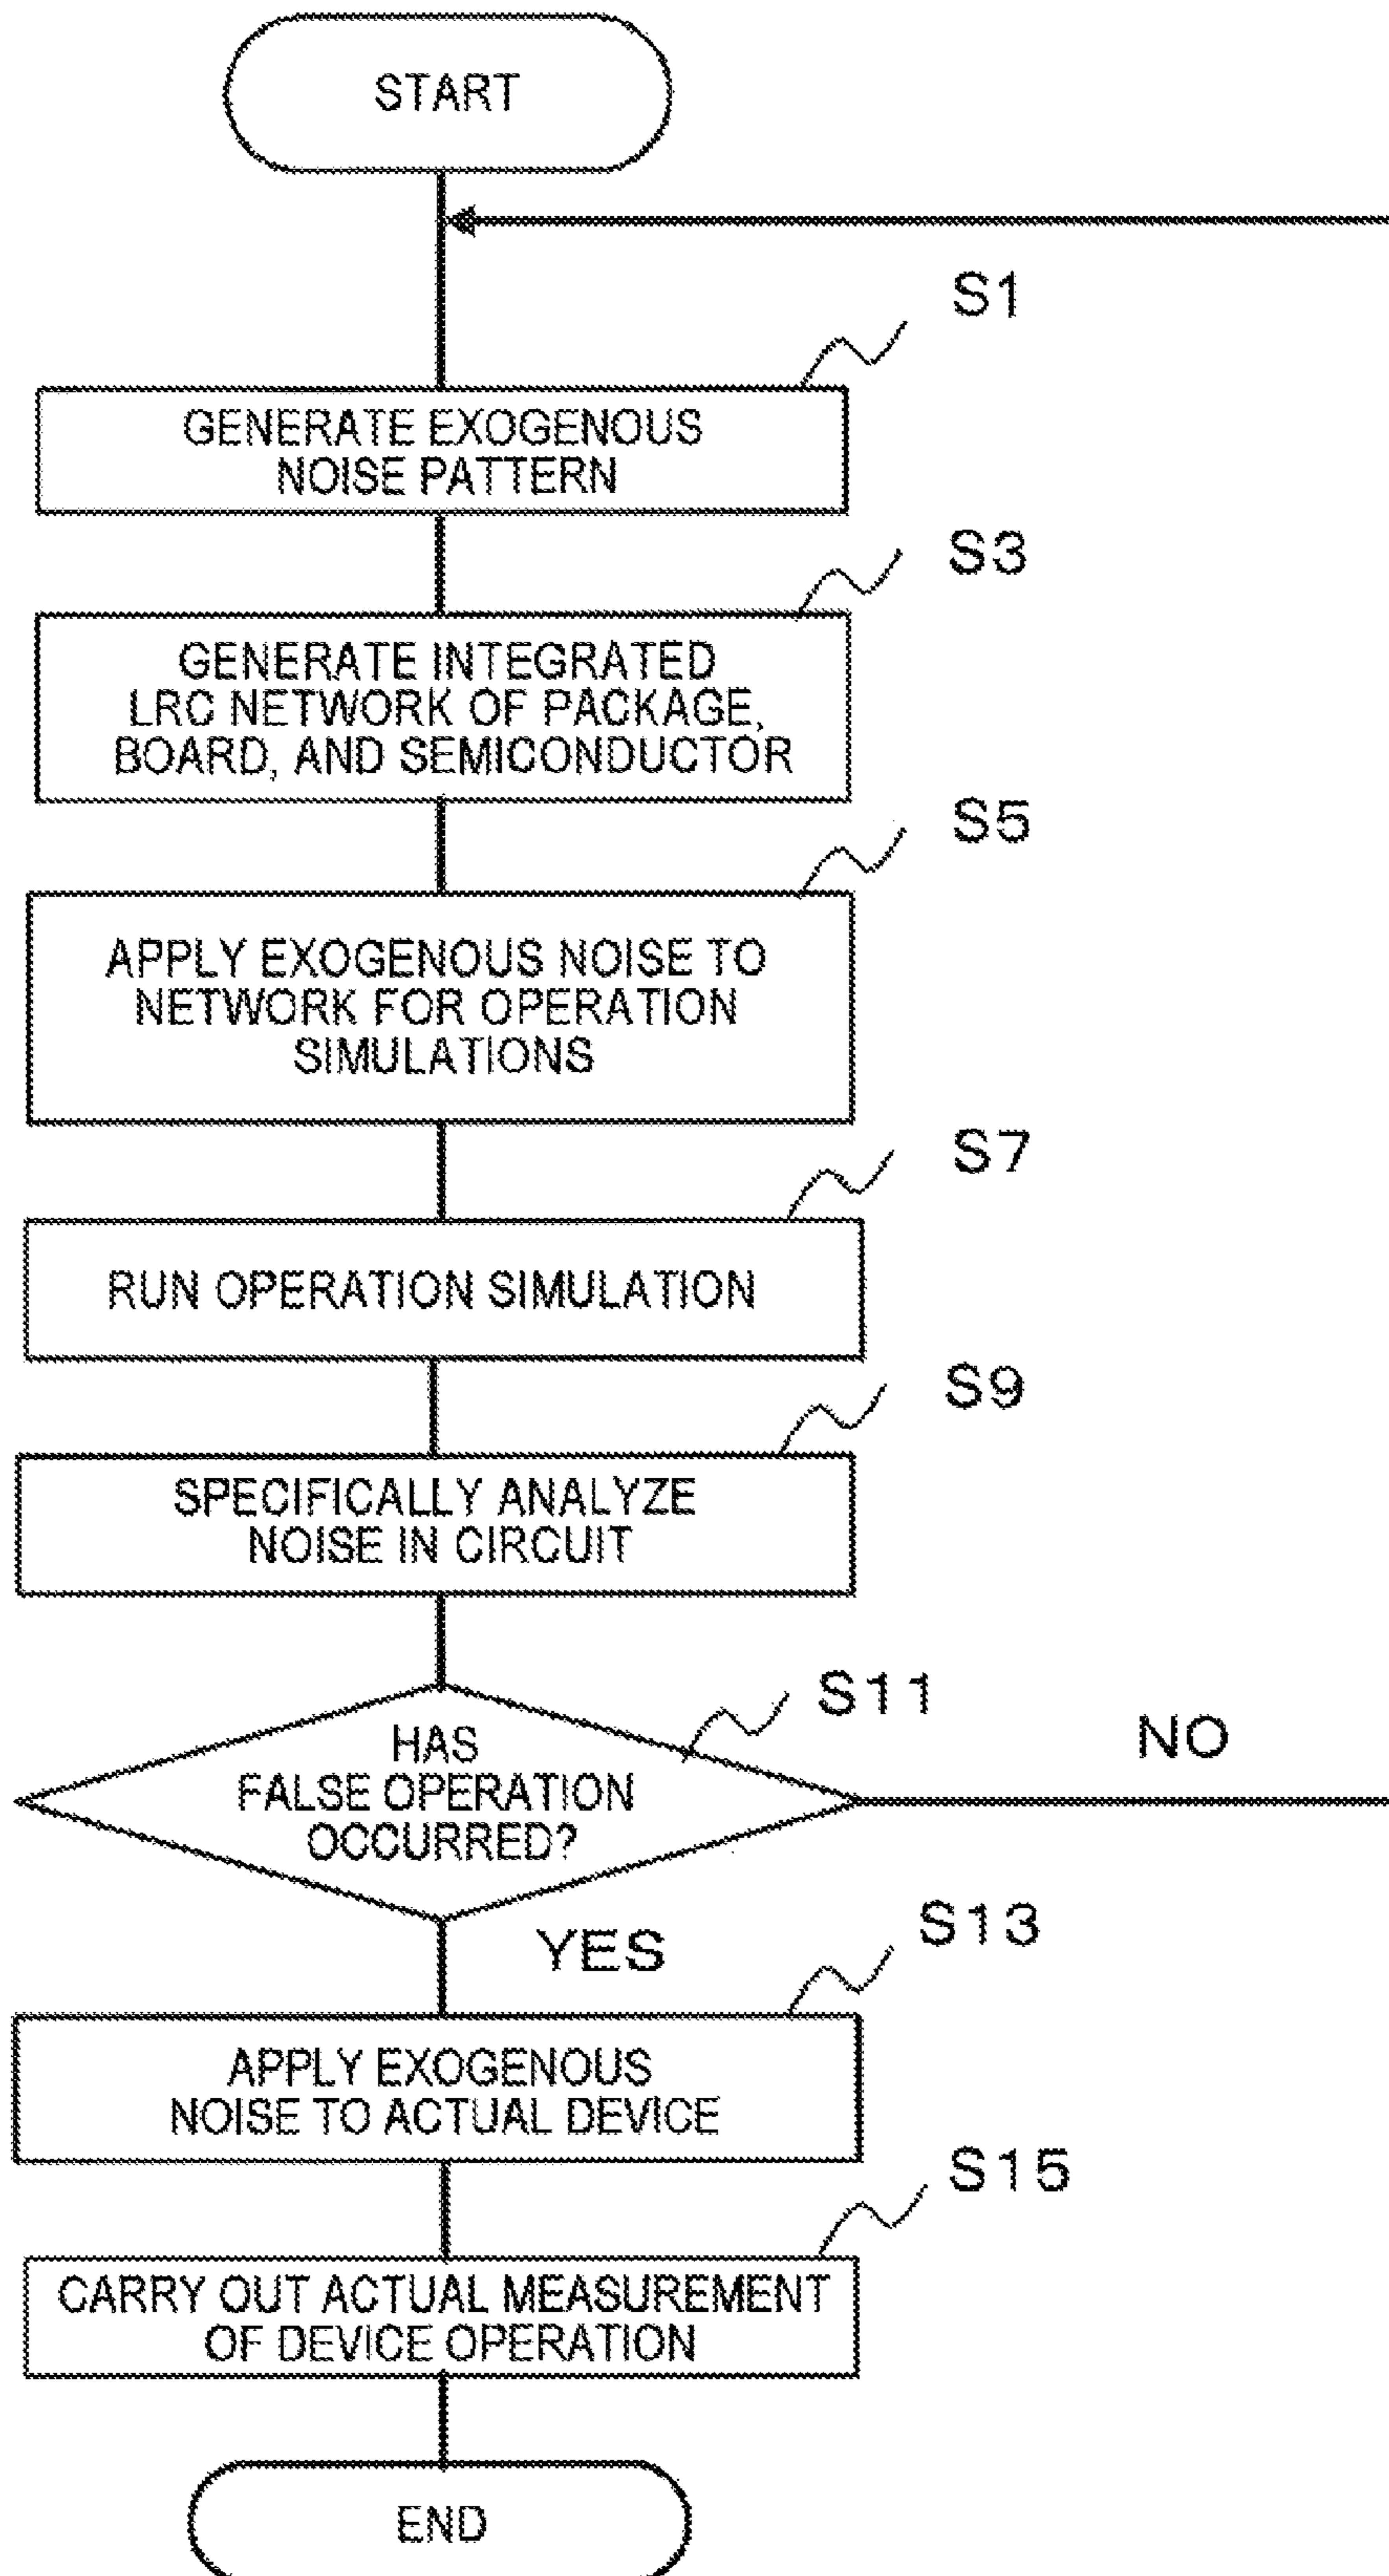 START
S1
GENERATE EXOGENOUS
NOISE PATTERN
S3
GENERATE INTEGRATED
LRC NETWORK OF PACKAGE,
BOARD, AND SEMICONDUCTOR
S5
APPLY EXOGENOUS NOISE TO
NETWORK FOR OPERATION
SIMULATIONS
S7
RUN OPERATION SIMULATION
S9
SPECIFICALLY ANALYZE
NOISE IN CIRCUIT
S11
HAS
FALSE OPERATION
OCCURRED?
NO
YES
S13
APPLY EXOGENOUS
NOISE TO ACTUAL DEVICE
S15
CARRY OUT ACTUAL MEASUREMENT
OF DEVICE OPERATION
END